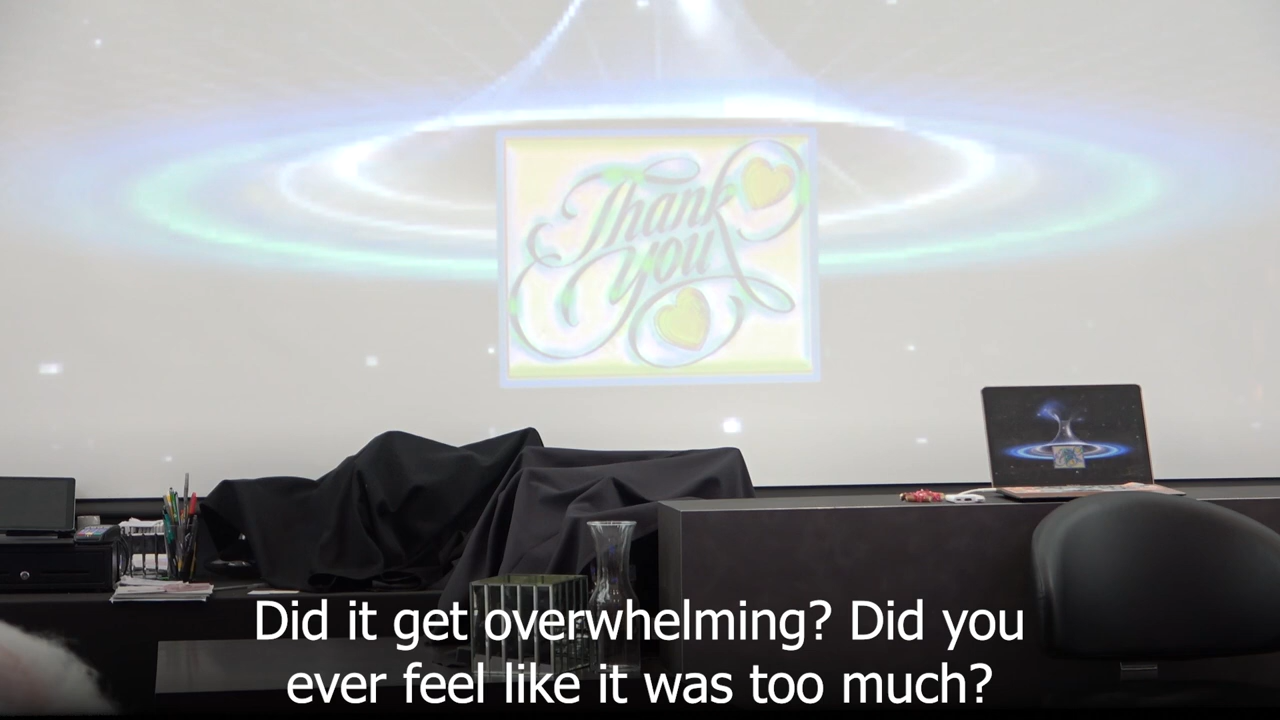 Thank
you
Did it get overwhelming? Did you
ever feel like it was too much?